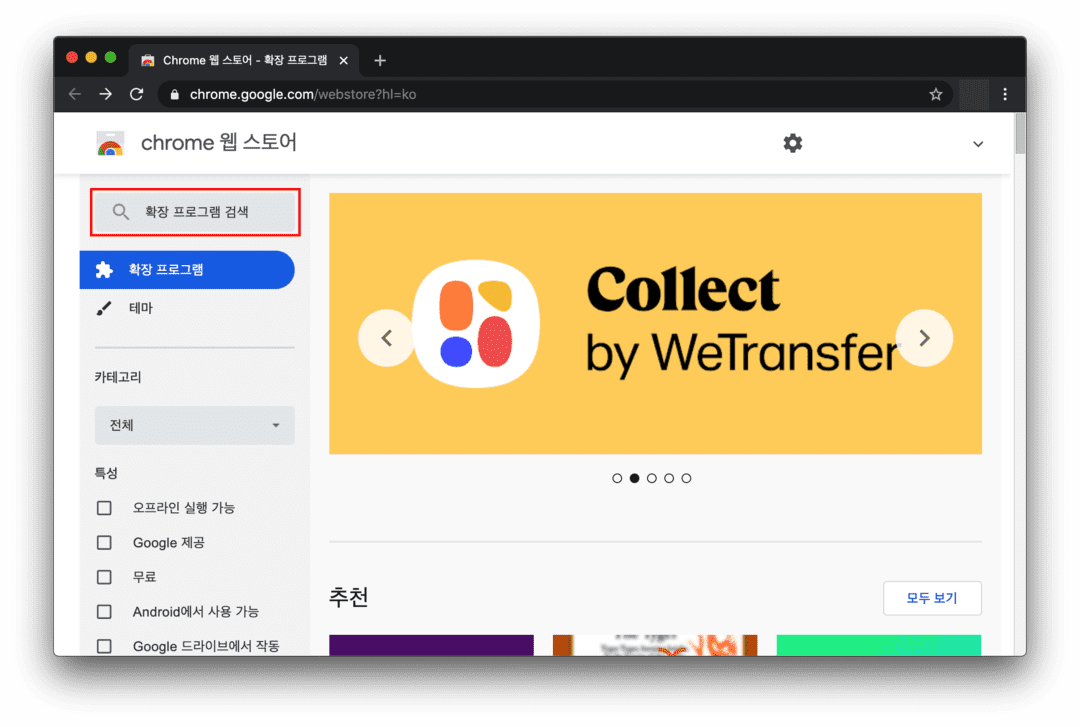 Chrome 웹 스토어 - 확장 프로그램
chrome.google.com/webstore?hl=ko
chrome 웹 스토어
확장 프로그램 검색
확장 프로그램
테마
카테고리
전체
특성
오프라인 실행 가능
Google 제공
무료
Android에서 사용 가능
Google 드라이브에서 작동
Collect
by WeTransfer
추천
모두 보기